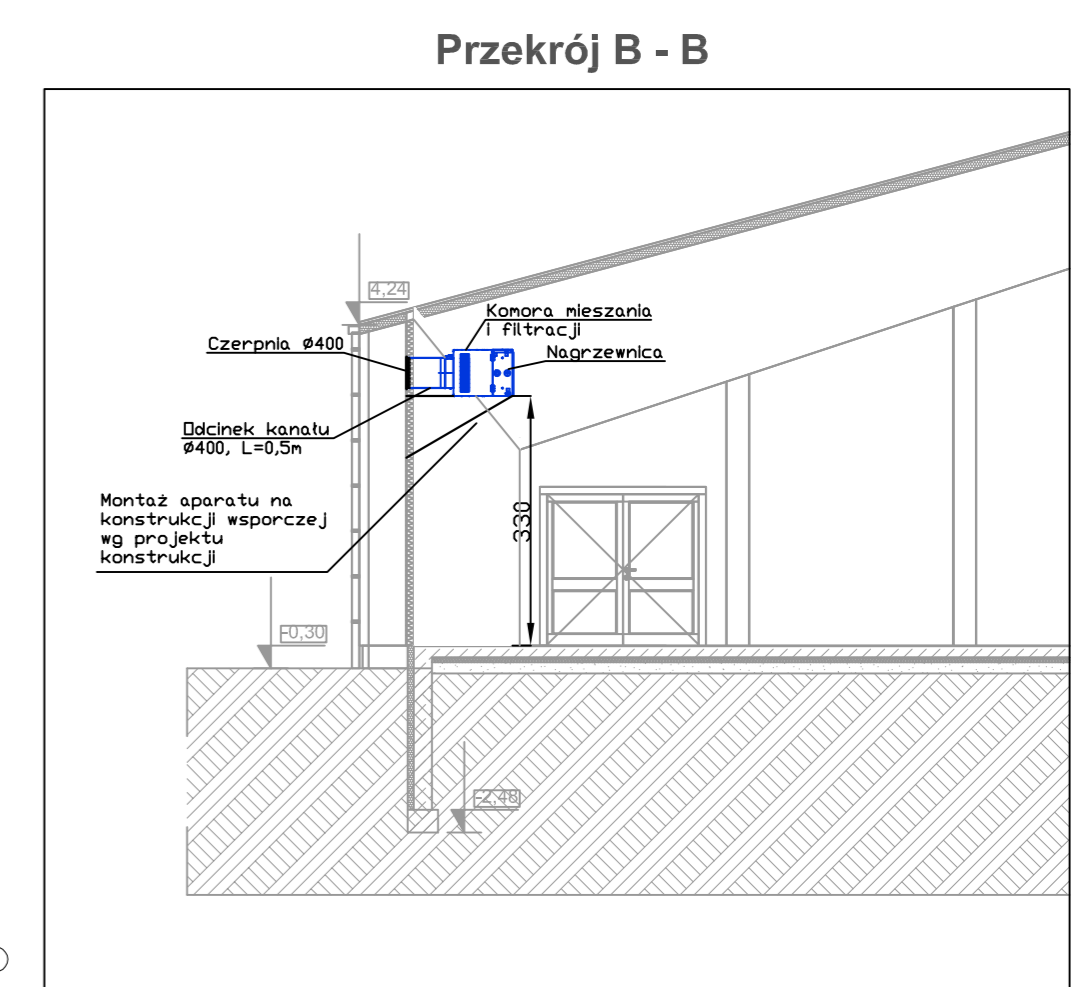 Przekrój B - B
4,24
Komora mieszania
i filtracji
Czerpnia Ø400
Nagrzewnica
Odcinek kanału
Ø400, L=0,5m
Montaż aparatu na
konstrukcji wsporczej
wg projektu
konstrukcji
330
-0,30
-2,48